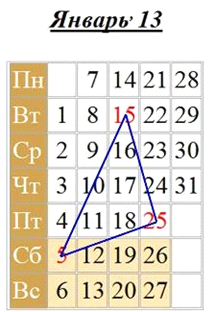 Январь 13
Пн 7 14 21 28
Вт 1 8 15 22 29
Ср 2 9 16 23 30
Чт 3 10 17 24 31
Пт 4 11 18 25
Сб 5 12 19 26
Вс 6 13 20 27